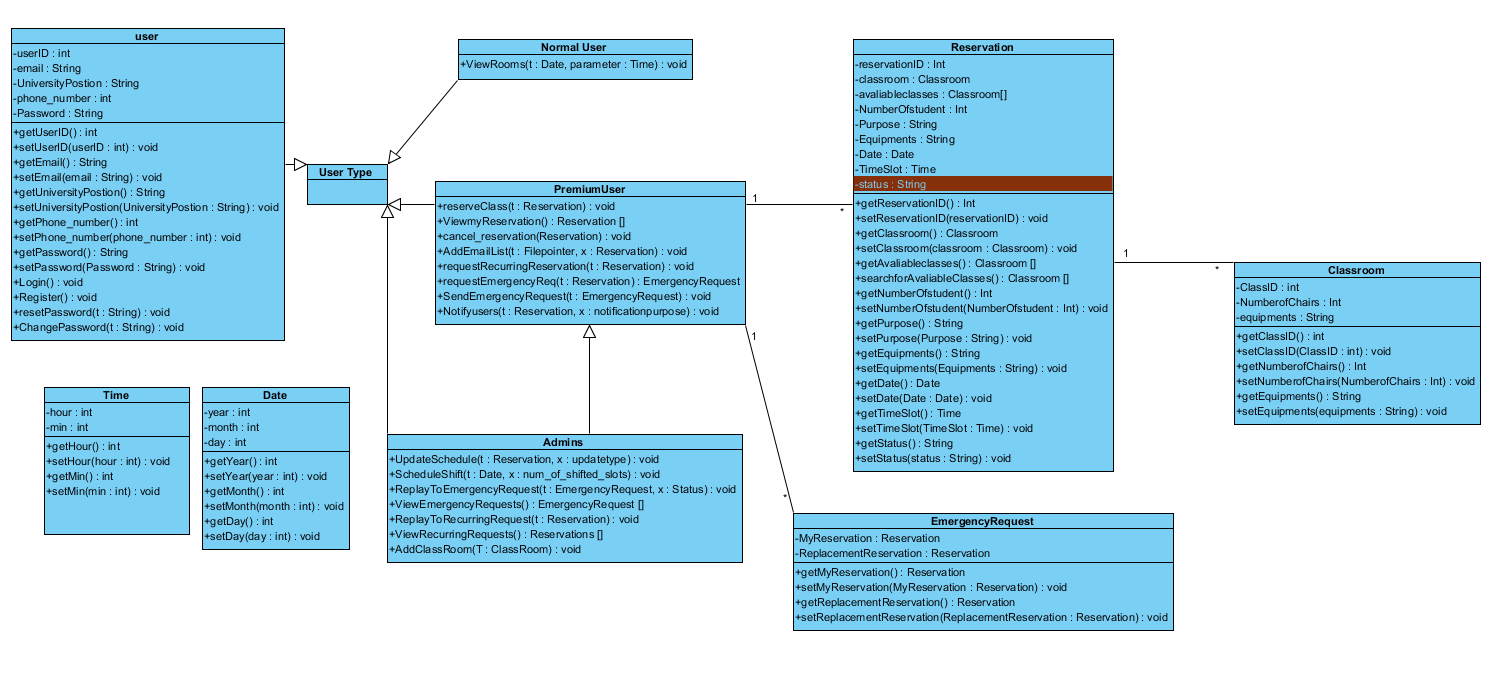 user
-userID : int
-email : String
-UniversityPostion : String
-phone_number : int
-Password : String
+getUserID() : int
+setUserID(userID : int) : void
+getEmail() : String
+setEmail(email : String) : void
+getUniversityPostion() : String
+setUniversityPostion(UniversityPostion : String) : void
+getPhone_number() : int
+setPhone_number(phone_number : int) : void
+getPassword() : String
+setPassword(Password : String) : void
+Login() : void
+Register() : void
+resetPassword(t : String) : void
+ChangePassword(t : String) : void
Normal User
+ViewRooms(t : Date, parameter : Time) : void
User Type
PremiumUser
+reserveClass(t : Reservation) : void
+ViewmyReservation() : Reservation []
+cancel_reservation(Reservation) : void
+AddEmailList(t : Filepointer, x : Reservation) : void
+requestRecurringReservation(t : Reservation) : void
+requestEmergencyReq(t : Reservation) : EmergencyRequest
+SendEmergencyRequest(t : EmergencyRequest) : void
+Notifyusers(t : Reservation, x : notificationpurpose) : void
1
*
1
*
Reservation
-reservationID : Int
-classroom : Classroom
-avaliableclasses : Classroom[]
-NumberOfstudent : Int
-Purpose : String
-Equipments : String
-Date : Date
-TimeSlot : Time
-status : String
+getReservationID() : Int
+setReservationID(reservationID) : void
+getClassroom() : Classroom
+setClassroom(classroom : Classroom) : void
+getAvaliableclasses() : Classroom []
+searchforAvaliableClasses() : Classroom []
+getNumberOfstudent() : Int
+setNumberOfstudent(NumberOfstudent : Int) : void
+getPurpose() : String
+setPurpose(Purpose : String) : void
+getEquipments() : String
+setEquipments(Equipments : String) : void
+getDate() : Date
+setDate(Date : Date) : void
+getTimeSlot() : Time
+setTimeSlot(TimeSlot : Time) : void
+getStatus() : String
+setStatus(status : String) : void
1
*
Classroom
-ClassID : int
-NumberofChairs : Int
-equipments : String
+getClassID() : int
+setClassID(ClassID : int) : void
+getNumberofChairs() : Int
+setNumberofChairs(NumberofChairs : Int) : void
+getEquipments() : String
+setEquipments(equipments : String) : void
Time
-hour : int
-min : int
+getHour() : int
+setHour(hour : int) : void
+getMin() : int
+setMin(min : int) : void
Date
-year : int
-month : int
-day : int
+getYear() : int
+setYear(year : int) : void
+getMonth() : int
+setMonth(month : int) : void
+getDay() : int
+setDay(day : int) : void
Admins
+UpdateSchedule(t : Reservation, x : updatetype) : void
+ScheduleShift(t : Date, x : num_of_shifted_slots) : void
+ReplayToEmergencyRequest(t : EmergencyRequest, x : Status) : void
+ViewEmergencyRequests() : EmergencyRequest []
+ReplayToRecurringRequest(t : Reservation) : void
+ViewRecurringRequests() : Reservations []
+AddClassRoom(T : ClassRoom) : void
EmergencyRequest
-MyReservation : Reservation
-ReplacementReservation : Reservation
+getMyReservation() : Reservation
+setMyReservation(MyReservation : Reservation) : void
+getReplacementReservation() : Reservation
+setReplacementReservation(ReplacementReservation : Reservation) : void